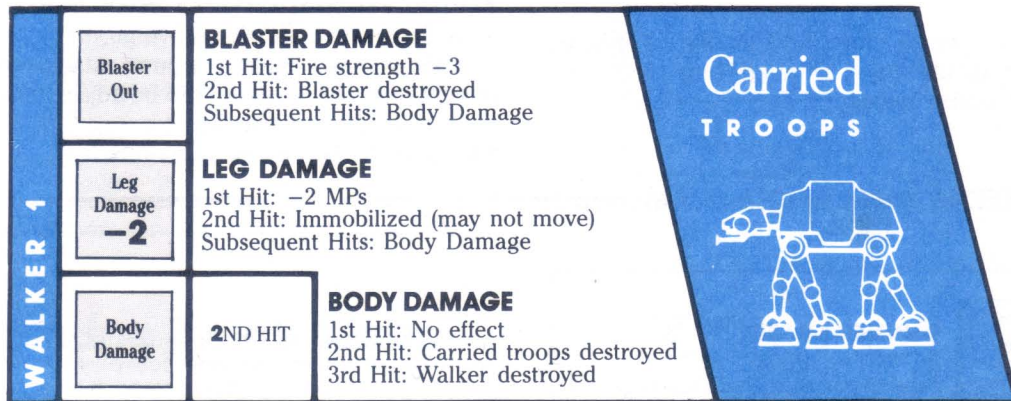 WALKER 1
Blaster
Out
BLASTER DAMAGE
1st Hit: Fire strength −3
2nd Hit: Blaster destroyed
Subsequent Hits: Body Damage
Leg
Damage
−2
LEG DAMAGE
1st Hit: −2 MPs
2nd Hit: Immobilized (may not move)
Subsequent Hits: Body Damage
Body
Damage
2ND HIT
BODY DAMAGE
1st Hit: No effect
2nd Hit: Carried troops destroyed
3rd Hit: Walker destroyed
Carried
TROOPS